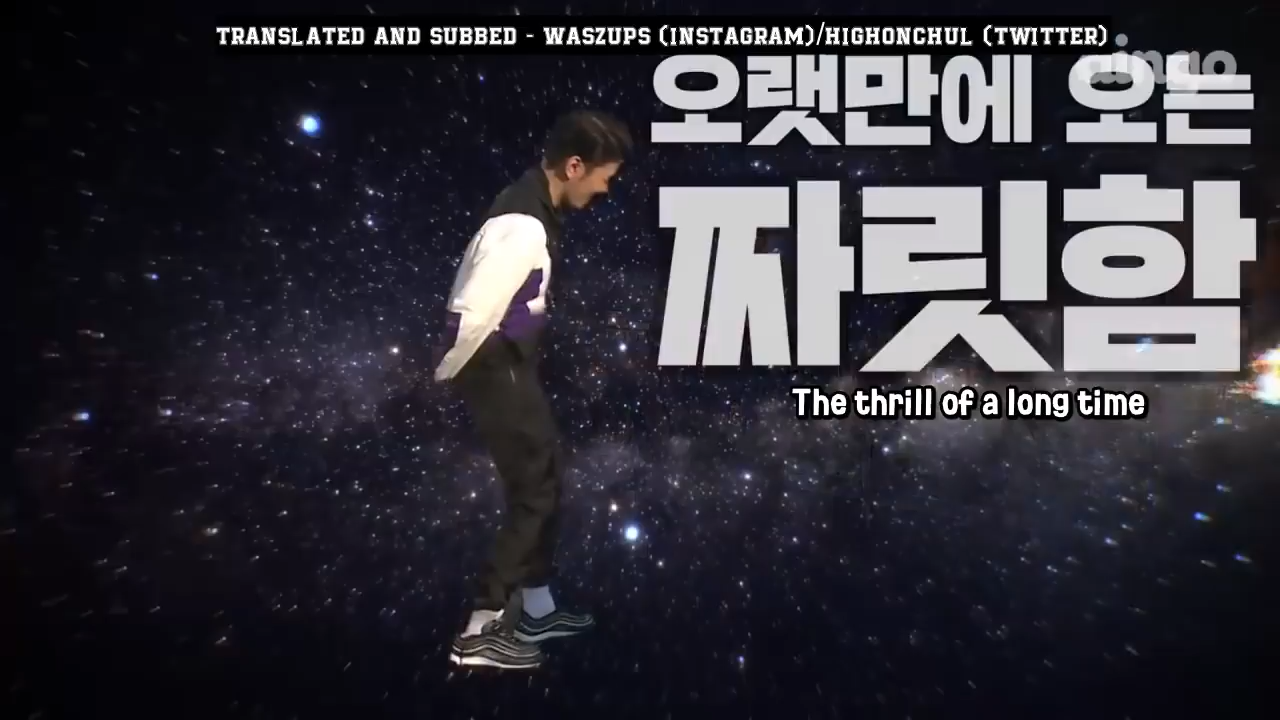 TRANSLATED AND SUBBED - WASZUPS (INSTAGRAM)/HIGHONCHUL (TWITTER)
dingo
오랫만에 오는
짜릿함
The thrill of a long time